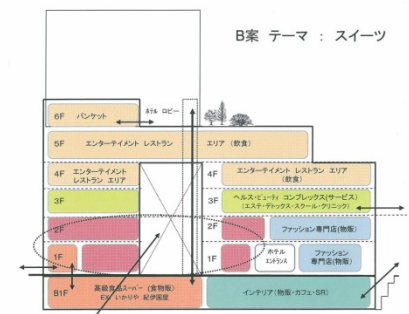 B案 テーマ : スイーツ
6F バンケット
ホテル ロビー
5F エンターテイメント レストラン エリア (飲食)
4F エンターテイメント
レストラン エリア
4F エンターテイメント レストラン エリア
(飲食)
3F
3F ヘルス・ビューティ コンプレックス(サービス)
(エステ・デトックス・スクール・クリニック)
2F
2F ファッション専門店(物販)
1F
1F ホテル
エントランス
ファッション
専門店(物販)
B1F 高級食品スーパー (食物販)
EX. いかりや 紀伊国屋
インテリア(物販・カフェ・SR)